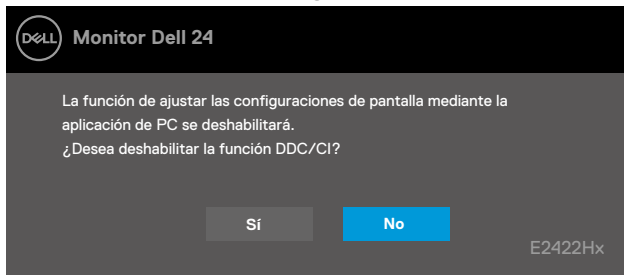 DELL Monitor Dell 24
La función de ajustar las configuraciones de pantalla mediante la
aplicación de PC se deshabilitará.
¿Desea deshabilitar la función DDC/CI?
Sí No
E2422Hx